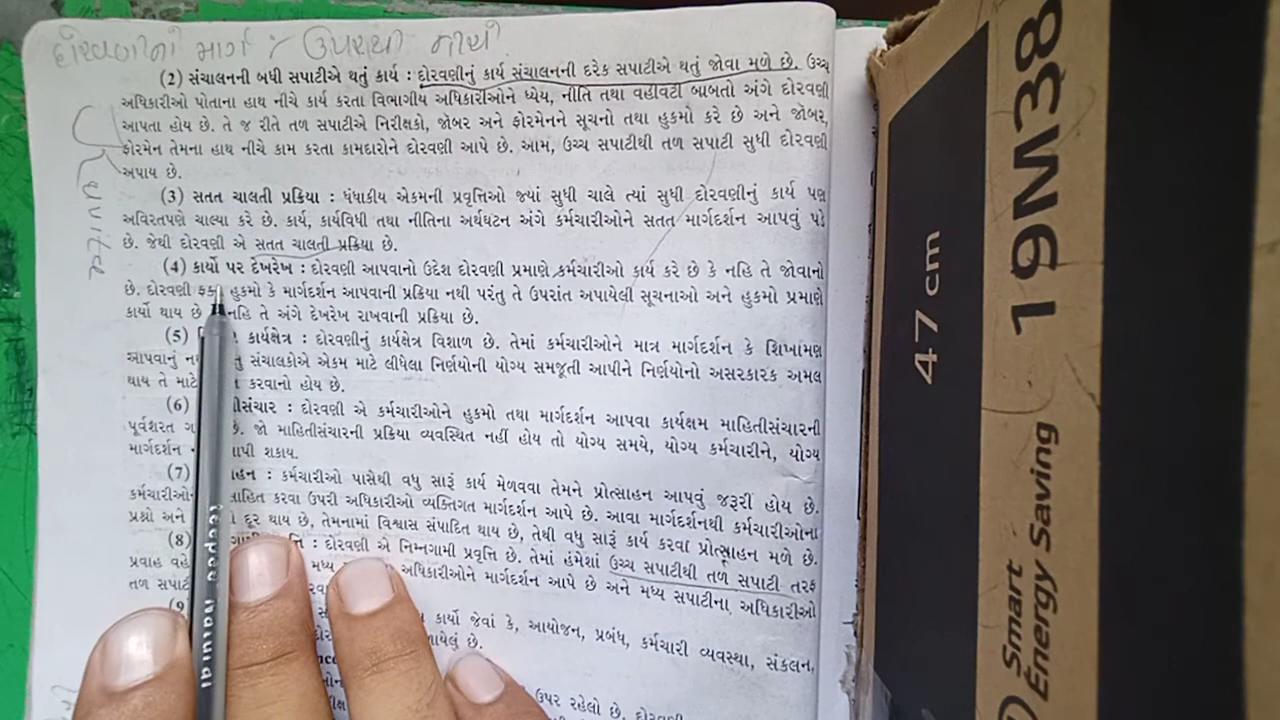 દોરવણીનો માર્ગ : ઉપરથી નીચે
(2) સંચાલનની બધી સપાટીએ થતું કાર્ય : દોરવણીનું કાર્ય સંચાલનની દરેક સપાટીએ થતું જોવા મળે છે. ઉચ્ચ
અધિકારીઓ પોતાના હાથ નીચે કાર્ય કરતા વિભાગીય અધિકારીઓને ધ્યેય, નીતિ તથા વહીવટી બાબતો અંગે દોરવણી
આપતા હોય છે. તે જ રીતે તળ સપાટીએ નિરીક્ષકો, જોબર અને ફોરમેનને સૂચનો તથા હુકમો કરે છે અને જૉબર,
ફોરમેન તેમના હાથ નીચે કામ કરતા કામદારોને દોરવણી આપે છે. આમ, ઉચ્ચ સપાટીથી તળ સપાટી સુધી દોરવણી
અપાય છે.
(3) સતત ચાલતી પ્રક્રિયા : ધંધાકીય એકમની પ્રવૃત્તિઓ જ્યાં સુધી ચાલે ત્યાં સુધી દોરવણીનું કાર્ય પણ
અવિરતપણે ચાલ્યા કરે છે. કાર્ય, કાર્યવિધી તથા નીતિના અર્થઘટન અંગે કર્મચારીઓને સતત માર્ગદર્શન આપવું પડે
છે. જેથી દોરવણી એ સતત ચાલતી પ્રક્રિયા છે.
(4) કાર્યો પર દેખરેખ : દોરવણી આપવાનો ઉદેશ દોરવણી પ્રમાણે કર્મચારીઓ કાર્ય કરે છે કે નહિ તે જોવાનો
છે. દોરવણી હુકમો કે માર્ગદર્શન આપવાની પ્રક્રિયા નથી પરંતુ તે ઉપરાંત અપાયેલી સૂચનાઓ અને હુકમો પ્રમાણે
કાર્યો થાય છે નહિ તે અંગે દેખરેખ રાખવાની પ્રક્રિયા છે.
(5) કાર્યક્ષેત્ર : દોરવણીનું કાર્યક્ષેત્ર વિશાળ છે. તેમાં કર્મચારીઓને માત્ર માર્ગદર્શન કે શિખામણ
આપવાનું સંચાલકોએ એકમ માટે લીધેલા નિર્ણયોની યોગ્ય સમજૂતી આપીને નિર્ણયોનો અસરકારક અમલ
થાય તે માટે કરવાનો હોય છે.
(6) દોરવણી એ કર્મચારીઓને હુકમો તથા માર્ગદર્શન આપવા કાર્યક્ષમ માહિતીસંચારની
પૂર્વશરત છે. જો માહિતીસંચારની પ્રક્રિયા વ્યવસ્થિત નહીં હોય તો યોગ્ય સમયે, યોગ્ય કર્મચારીને, યોગ્ય
માર્ગદર્શન આપી શકાય.
(7) કર્મચારીઓ પાસેથી વધુ સારૂં કાર્ય મેળવવા તેમને પ્રોત્સાહન આપવું જરૂરી હોય છે.
કર્મચારીઓ કરવા ઉપરી અધિકારીઓ વ્યક્તિગત માર્ગદર્શન આપે છે. આવા માર્ગદર્શનથી કર્મચારીઓના
પ્રશ્નો અને દૂર થાય છે, તેમનામાં વિશ્વાસ સંપાદિત થાય છે, તેથી વધુ સારૂં કાર્ય કરવા પ્રોત્સાહન મળે છે.
(8) દોરવણી એ નિમ્નગામી પ્રવૃત્તિ છે. તેમાં હંમેશાં ઉચ્ચ સપાટીથી તળ સપાટી તરફ
પ્રવાહ મધ્ય અધિકારીઓને માર્ગદર્શન આપે છે અને મધ્ય સપાટીના અધિકારીઓ
તળ
(9 કાર્યો જેવાં કે, આયોજન, પ્રબંધ, કર્મચારી વ્યવસ્થા, સંકલન,
છે.
ઉપર રહેલો છે. દોરવણી
47 cm
19M38
Smart
Energy Saving